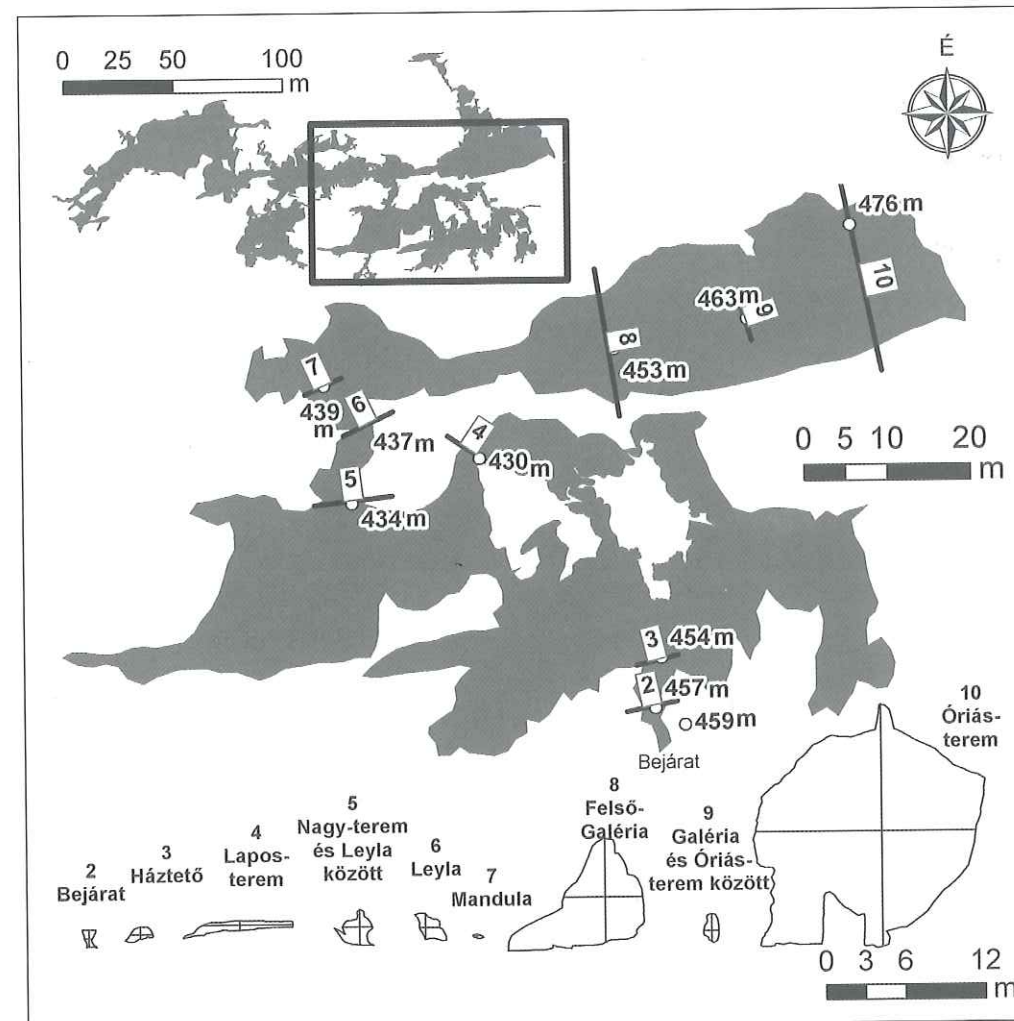 0 25 50 100
m
É
476 m
10
463m
9
8
453 m
7
439
m
6
437m
4
430m
0 5 10 20
m
5
434m
3
454m
2
457m
459m
Bejárat
10
Óriás-
terem
8
Felső-
Galéria
5
Nagy-terem
és Leyla
között
9
Galéria
és Óriás-
terem között
4
Lapos-
terem
6
Leyla
3
Háztető
2
Bejárat
7
Mandula
0 3 6 12
m